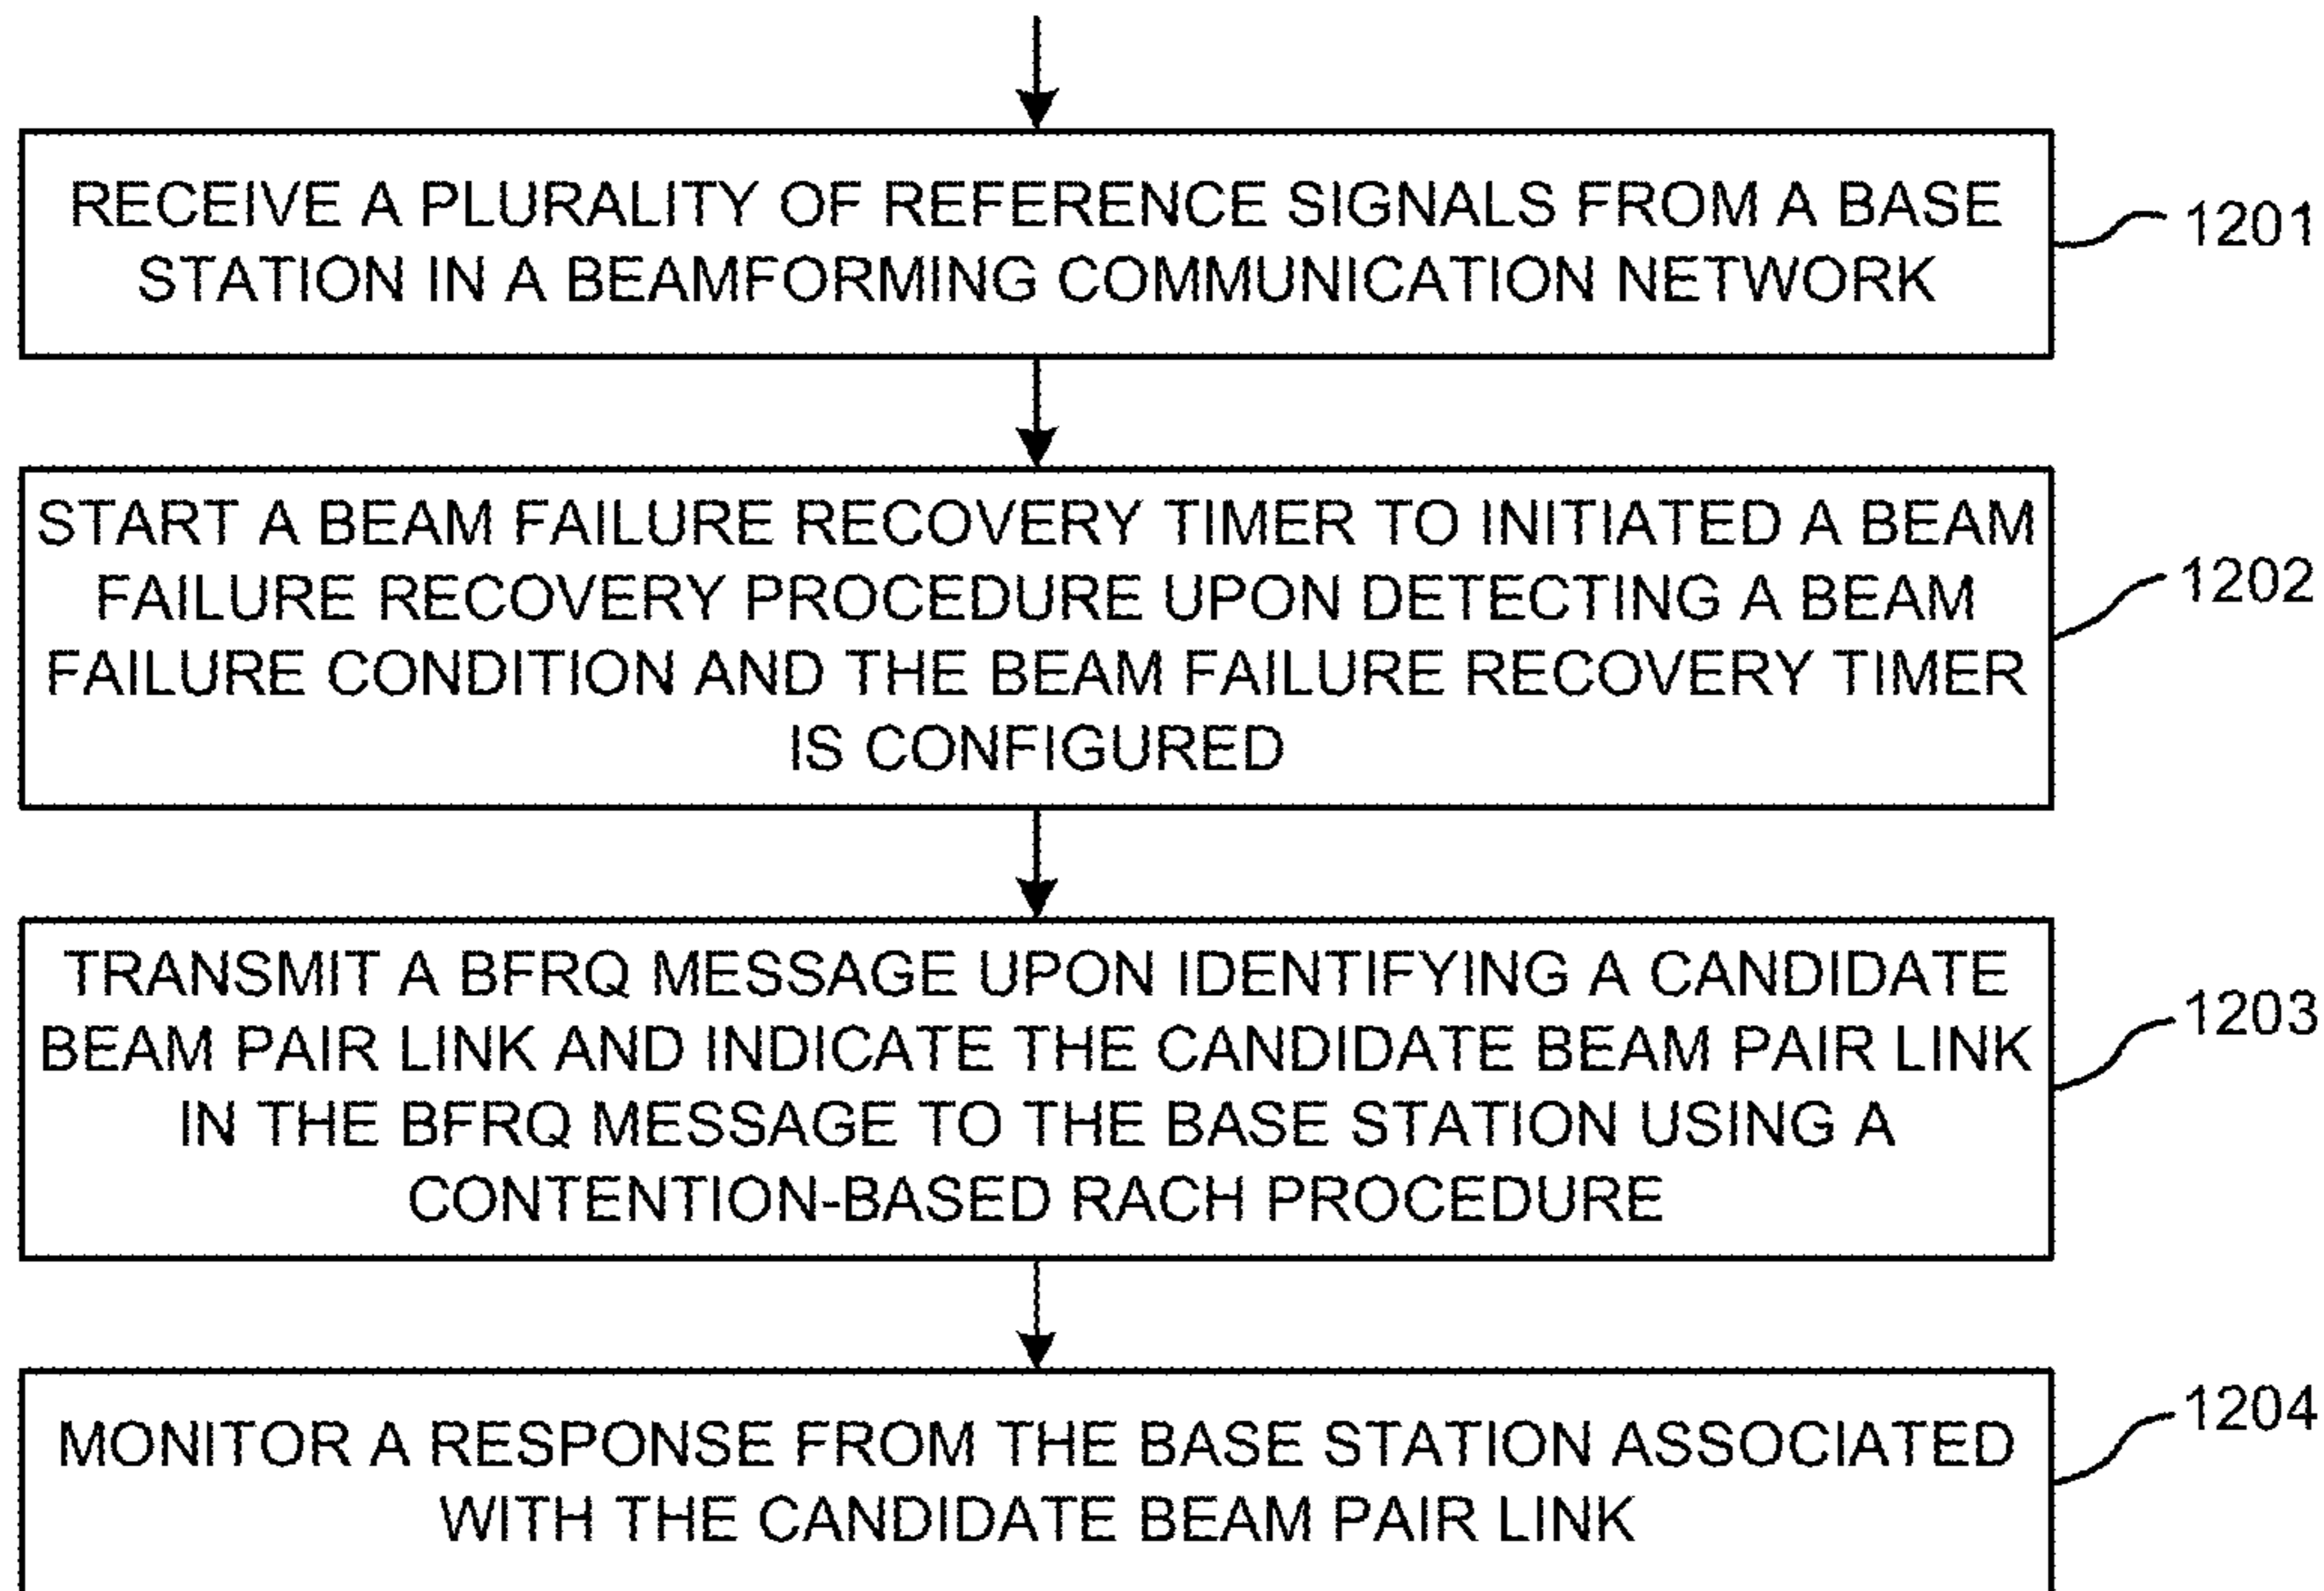 RECEIVE A PLURALITY OF REFERENCE SIGNALS FROM A BASE
STATION IN A BEAMFORMING COMMUNICATION NETWORK
1201
START A BEAM FAILURE RECOVERY TIMER TO INITIATED A BEAM
FAILURE RECOVERY PROCEDURE UPON DETECTING A BEAM
FAILURE CONDITION AND THE BEAM FAILURE RECOVERY TIMER
IS CONFIGURED
1202
TRANSMIT A BFRQ MESSAGE UPON IDENTIFYING A CANDIDATE
BEAM PAIR LINK AND INDICATE THE CANDIDATE BEAM PAIR LINK
IN THE BFRQ MESSAGE TO THE BASE STATION USING A
CONTENTION-BASED RACH PROCEDURE
1203
MONITOR A RESPONSE FROM THE BASE STATION ASSOCIATED
WITH THE CANDIDATE BEAM PAIR LINK
1204